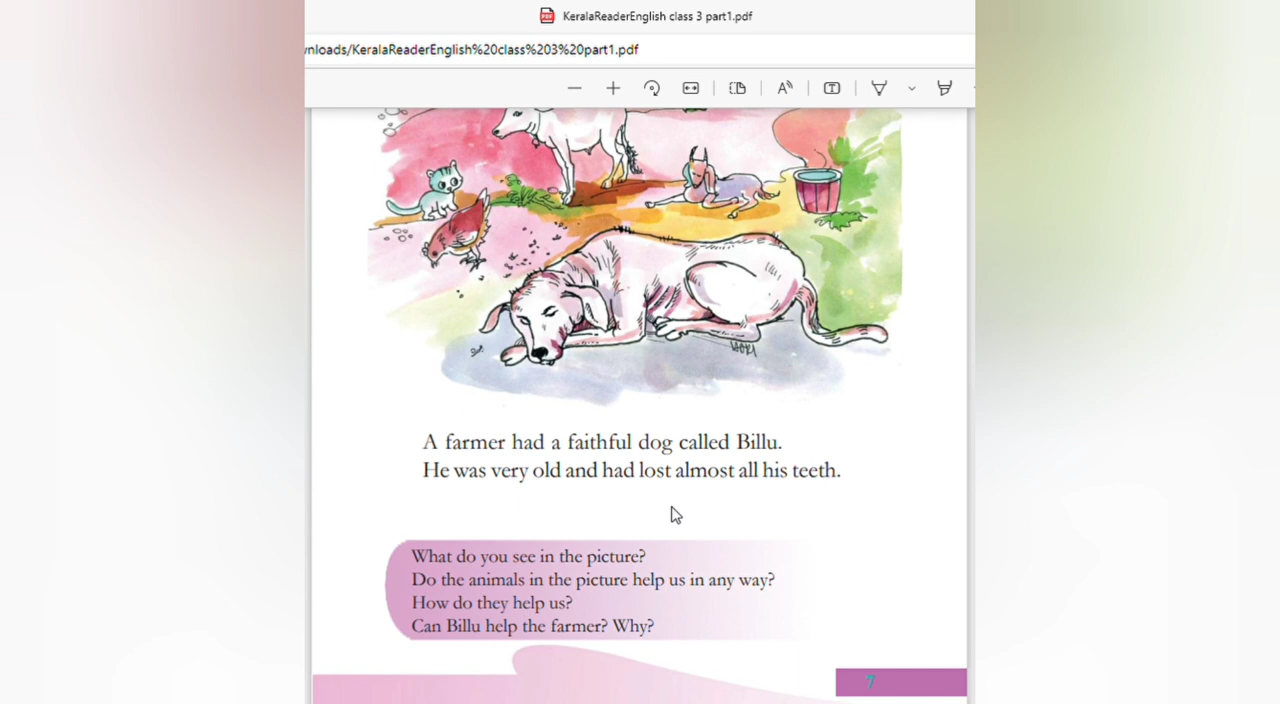 KeralaReaderEnglish class 3 part1.pdf
nloads/KeralaReaderEnglish%20class%203%20part1.pdf
A farmer had a faithful dog called Billu.
He was very old and had lost almost all his teeth.
What do you see in the picture?
Do the animals in the picture help us in any way?
How do they help us?
Can Billu help the farmer? Why?
7